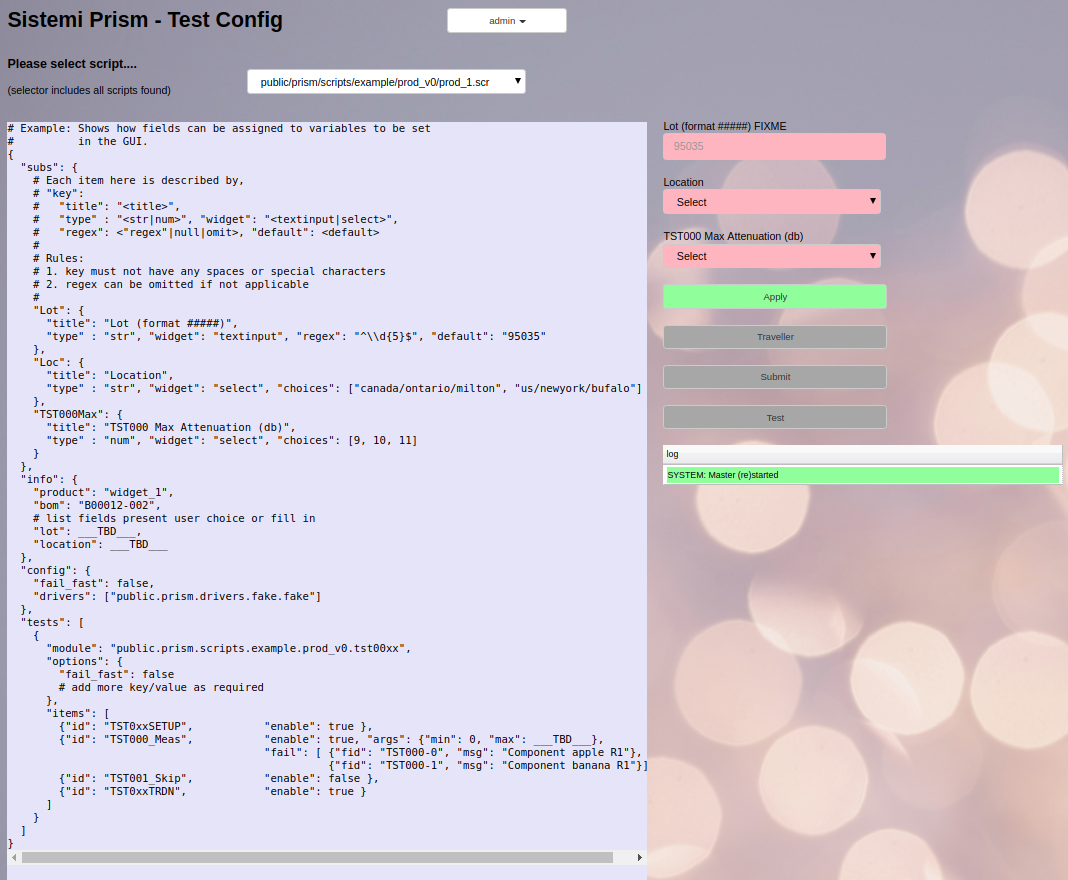 Sistemi Prism - Test Config
admin
Please select script....
(selector includes all scripts found)
public/prism/scripts/example/prod_v0/prod_1.scr
# Example: Shows how fields can be assigned to variables to be set
#          in the GUI.
{
  "subs": {
    # Each item here is described by,
    # "key":
    #   "title": "<title>",
    #   "type" : "<str|num>", "widget": "<textinput|select>",
    #   "regex": <"regex"|null|omit>, "default": <default>
    #
    # Rules:
    # 1. key must not have any spaces or special characters
    # 2. regex can be omitted if not applicable
    #
    "Lot": {
      "title": "Lot (format #####)",
      "type" : "str", "widget": "textinput", "regex": "^\\d{5}$", "default": "95035"
    },
    "Loc": {
      "title": "Location",
      "type" : "str", "widget": "select", "choices": ["canada/ontario/milton", "us/newyork/bufalo"]
    },
    "TST000Max": {
      "title": "TST000 Max Attenuation (db)",
      "type" : "num", "widget": "select", "choices": [9, 10, 11]
    }
  },
  "info": {
    "product": "widget_1",
    "bom": "B00012-002",
    # list fields present user choice or fill in
    "lot": ___TBD___,
    "location": ___TBD___
  },
  "config": {
    "fail_fast": false,
    "drivers": ["public.prism.drivers.fake.fake"]
  },
  "tests": [
    {
      "module": "public.prism.scripts.example.prod_v0.tst00xx",
      "options": {
        "fail_fast": false
        # add more key/value as required
      },
      "items": [
        {"id": "TST0xxSETUP",           "enable": true },
        {"id": "TST000_Meas",           "enable": true, "args": {"min": 0, "max": ___TBD___},
                                        "fail": [ {"fid": "TST000-0", "msg": "Component apple R1"},
                                                  {"fid": "TST000-1", "msg": "Component banana R1"}]
        {"id": "TST001_Skip",           "enable": false },
        {"id": "TST0xxTRDN",            "enable": true }
      ]
    }
  ]
}
Lot (format #####) FIXME
95035
Location
Select
TST000 Max Attenuation (db)
Select
Apply
Traveller
Submit
Test
log
SYSTEM: Master (re)started